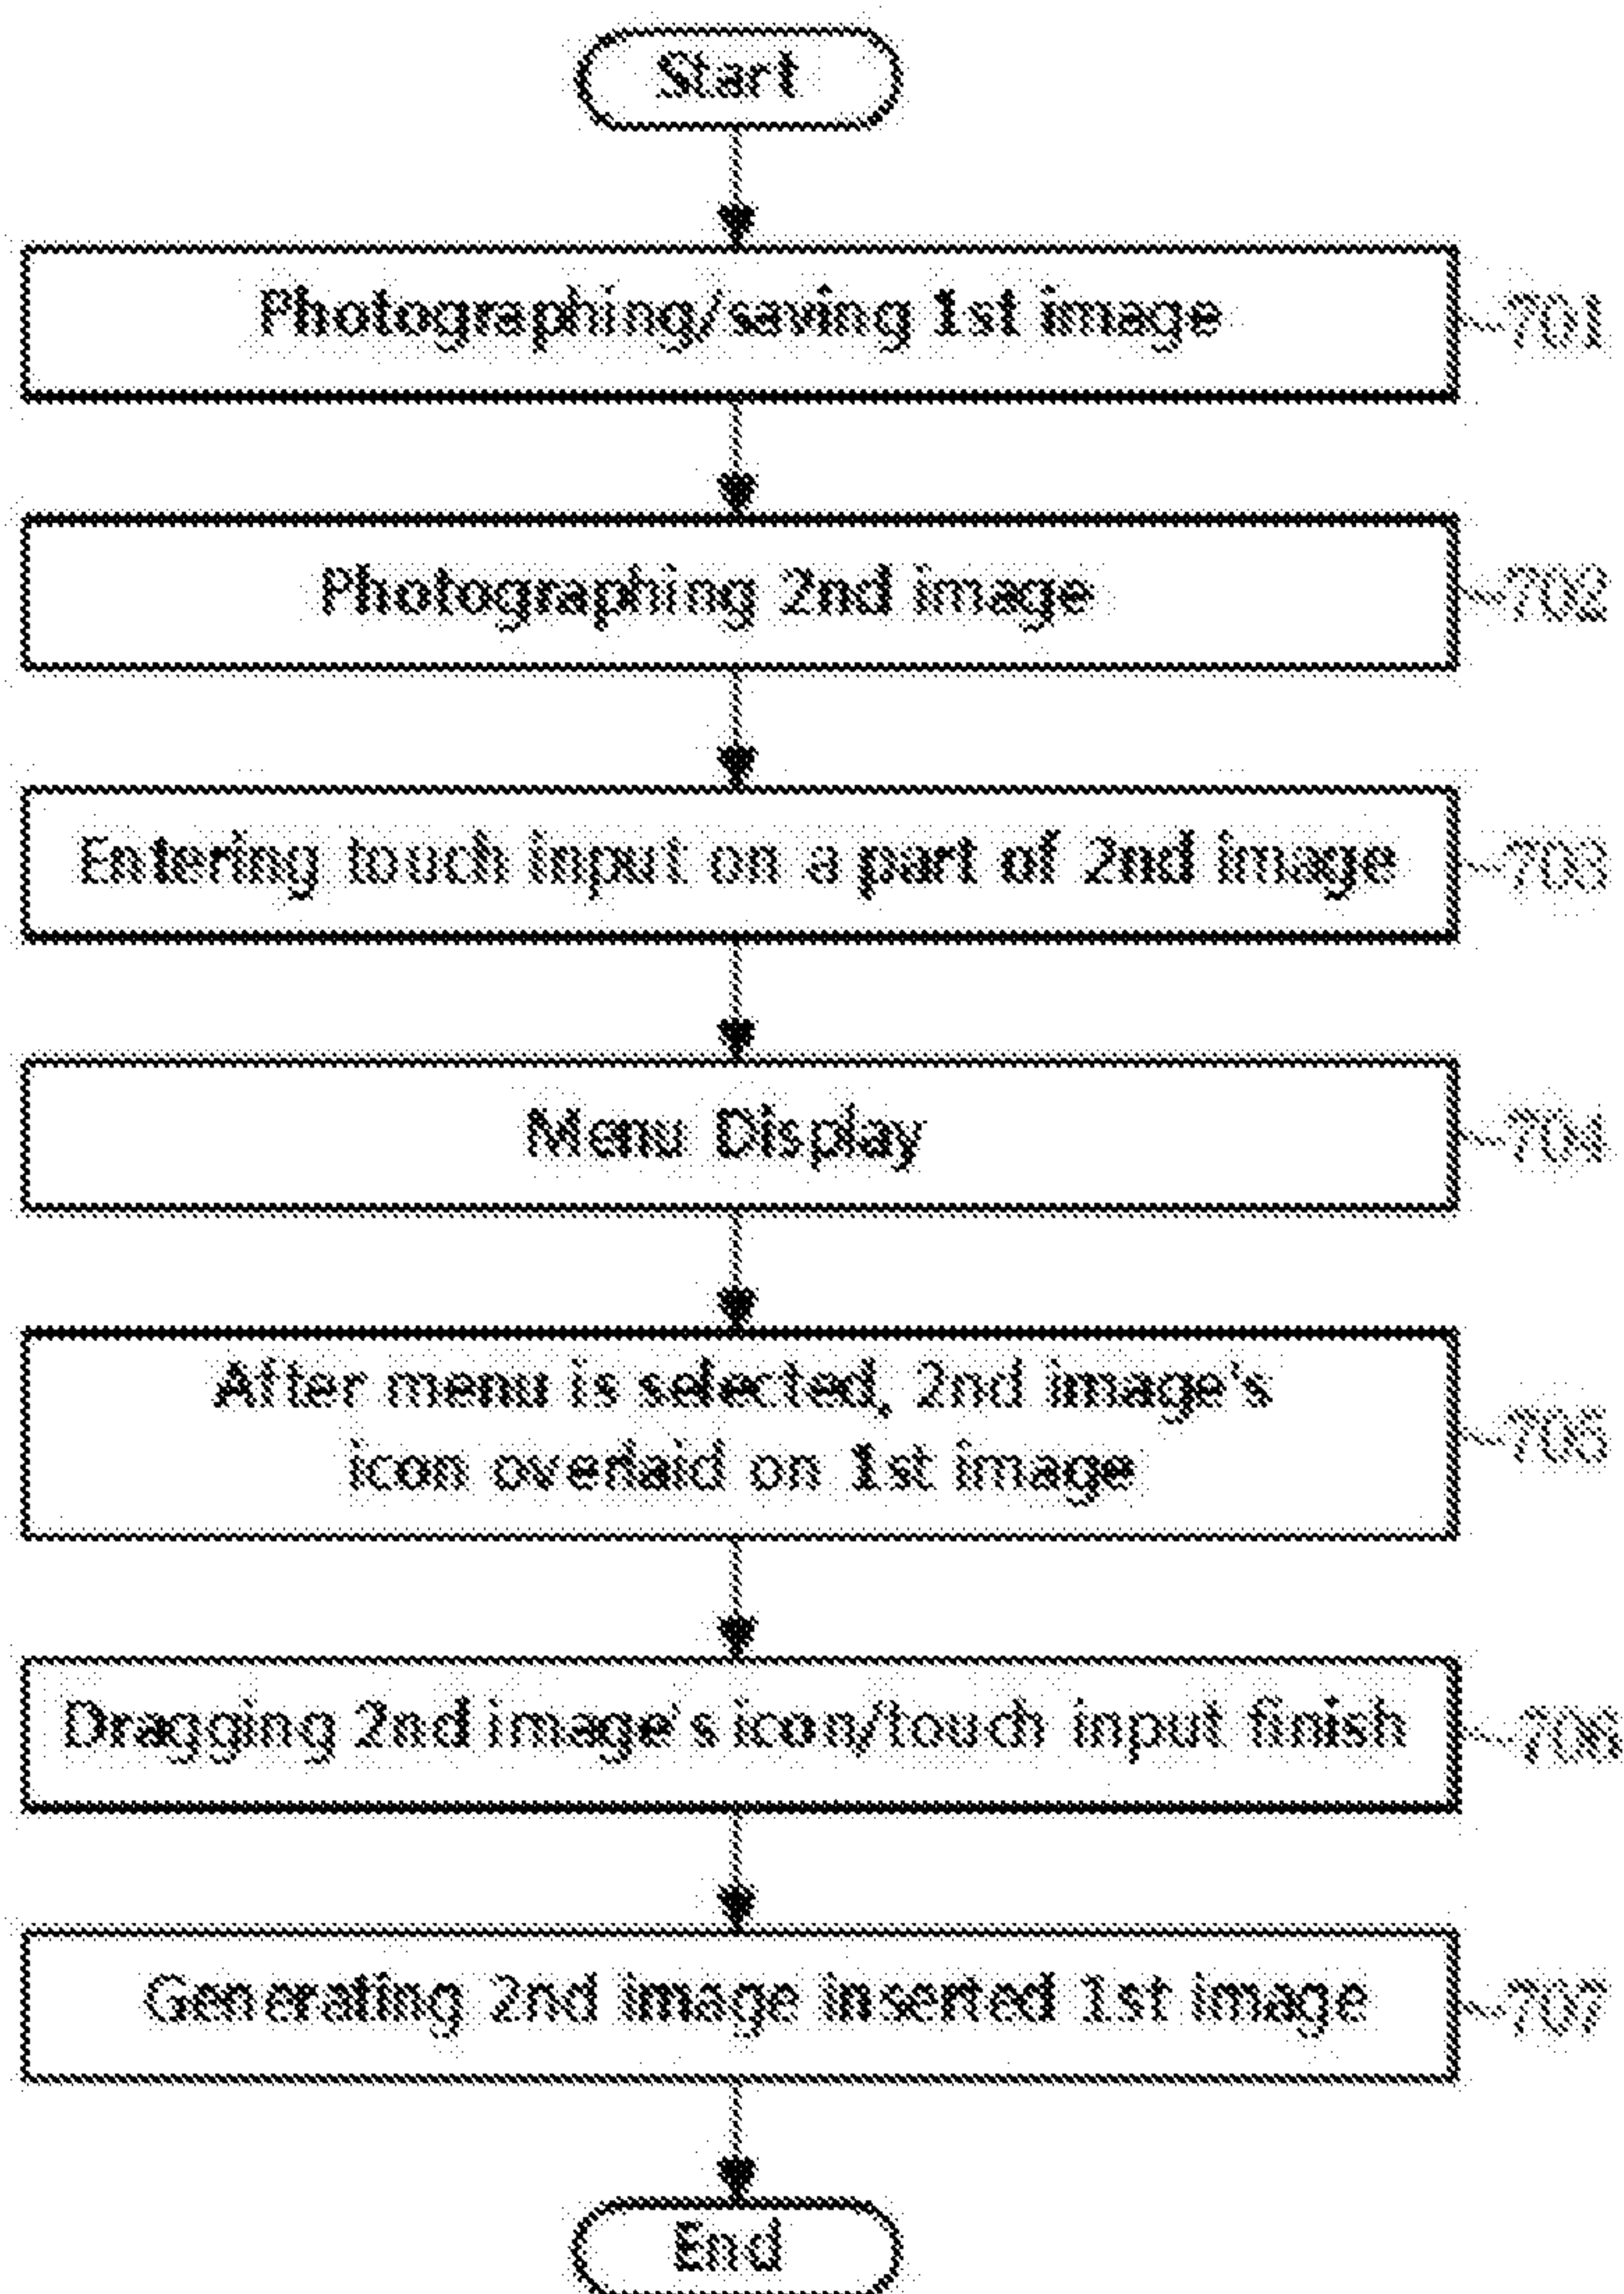 Start
Photographing/saving 1st image
701
Photographing 2nd image
702
Entering touch input on a part of 2nd image
703
Menu Display
704
After menu is selected, 2nd image's
icon overlaid on 1st image
705
Dragging 2nd image's icon/touch input finish
706
Generating 2nd image inserted 1st image
707
End